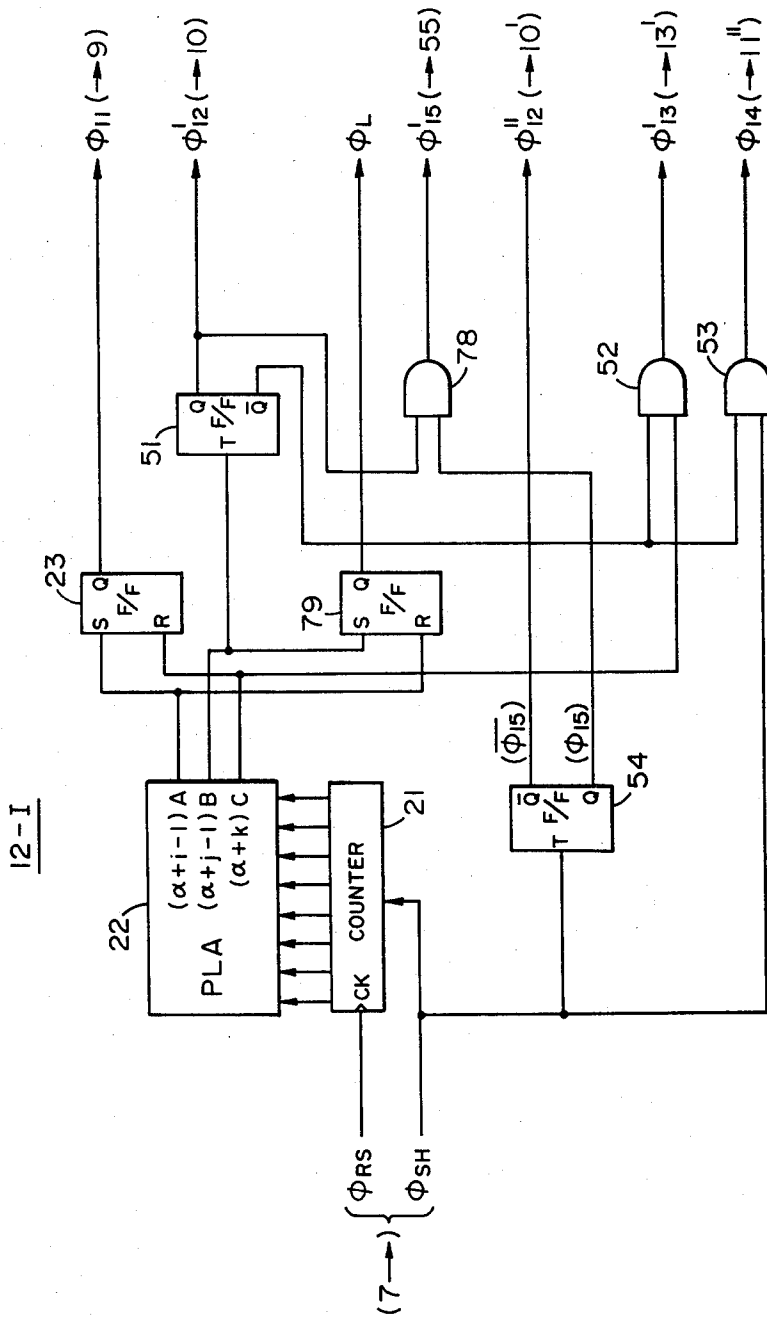 12-I
22
PLA
(α+i-1) A
(α+j-1) B
(α+k) C
21
CK COUNTER
(7→)
ΦRS
ΦSH
23
S Q
F/F
R
79
S Q
F/F
R
51
Q
T F/F
Q̅
54
Q̅
T F/F
Q
(Φ̅15)
(Φ15)
78
52
53
Φ11 (→9)
Φ'12 (→10)
ΦL
Φ'15 (→55)
Φ''12 (→10')
Φ'13 (→13')
Φ14 (→11'')